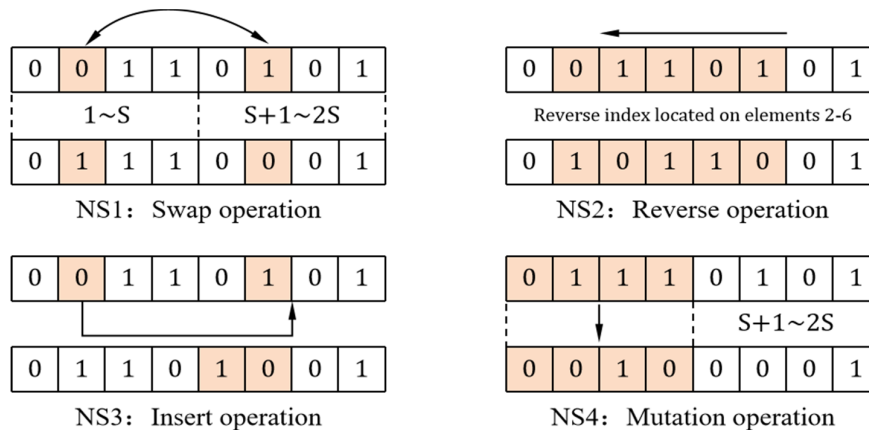 0 0 1 1 0 1 0 1
1~S S+1~2S
0 1 1 1 0 0 0 1
NS1: Swap operation
0 0 1 1 0 1 0 1
Reverse index located on elements 2-6
0 1 0 1 1 0 0 1
NS2: Reverse operation
0 0 1 1 0 1 0 1
0 1 1 0 1 0 0 1
NS3: Insert operation
0 1 1 1 0 1 0 1
S+1~2S
0 0 1 0 0 0 0 1
NS4: Mutation operation